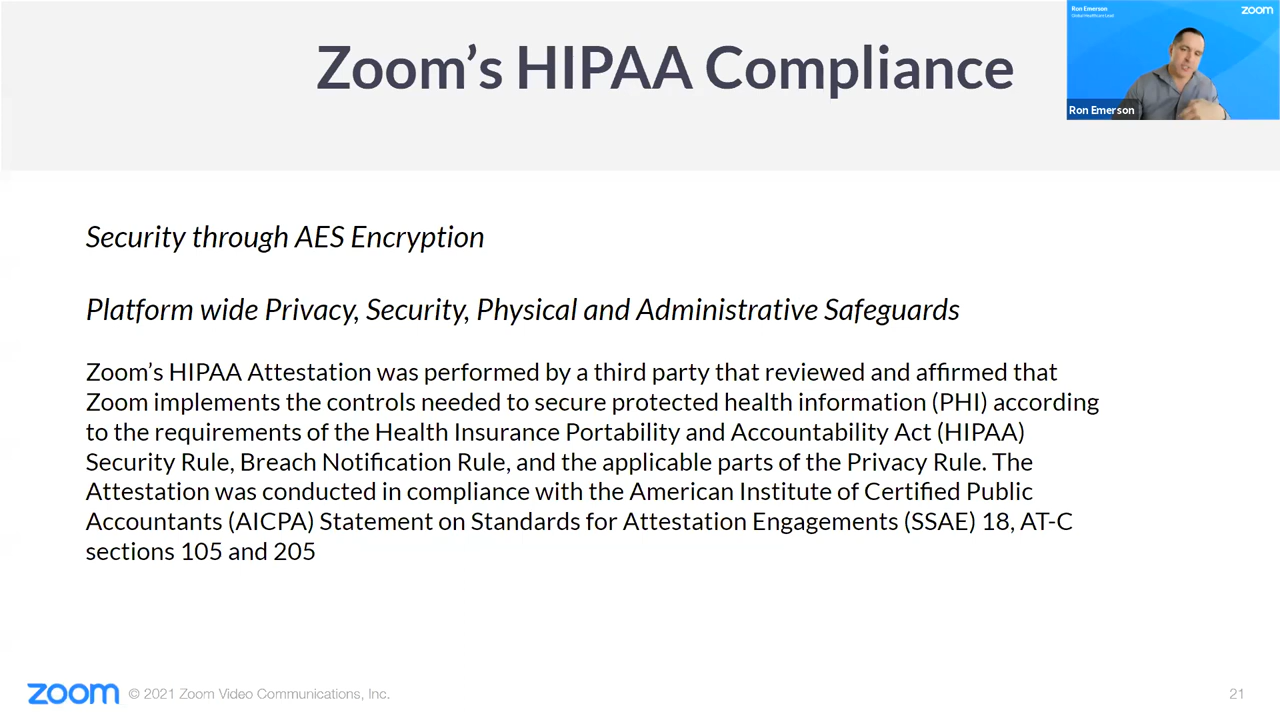 Zoom's HIPAA Compliance
Ron Emerson
Global Healthcare Lead
zoom
Ron Emerson
Security through AES Encryption
Platform wide Privacy, Security, Physical and Administrative Safeguards
Zoom's HIPAA Attestation was performed by a third party that reviewed and affirmed that
Zoom implements the controls needed to secure protected health information (PHI) according
to the requirements of the Health Insurance Portability and Accountability Act (HIPAA)
Security Rule, Breach Notification Rule, and the applicable parts of the Privacy Rule. The
Attestation was conducted in compliance with the American Institute of Certified Public
Accountants (AICPA) Statement on Standards for Attestation Engagements (SSAE) 18, AT-C
sections 105 and 205
zoom © 2021 Zoom Video Communications, Inc.
21